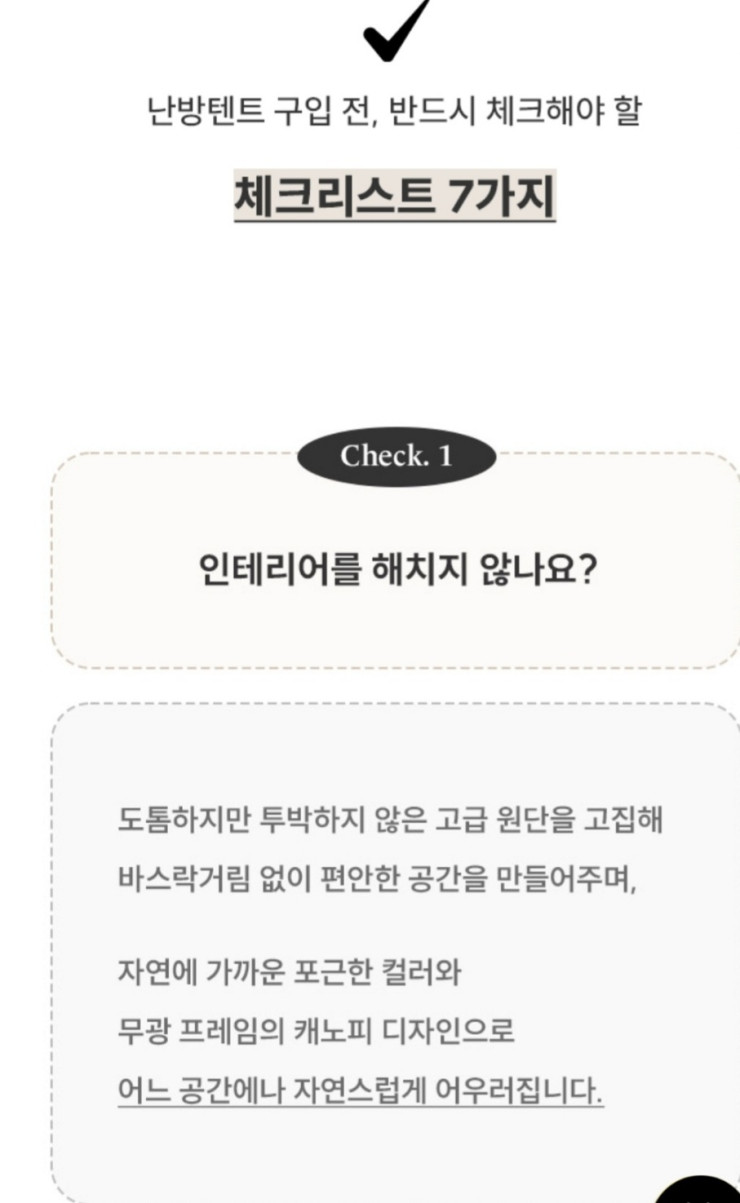 난방텐트 구입 전, 반드시 체크해야 할
체크리스트 7가지
Check. 1
인테리어를 해치지 않나요?
도톰하지만 투박하지 않은 고급 원단을 고집해
바스락거림 없이 편안한 공간을 만들어주며,
자연에 가까운 포근한 컬러와
무광 프레임의 캐노피 디자인으로
어느 공간에나 자연스럽게 어우러집니다.